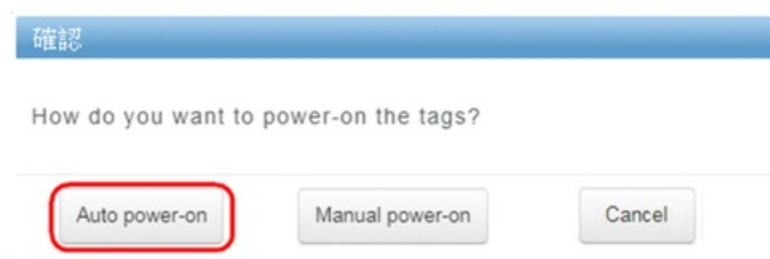 確認
How do you want to power-on the tags?
Auto power-on Manual power-on Cancel